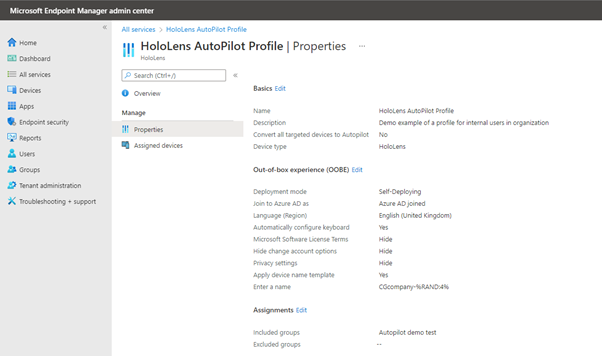 Microsoft Endpoint Manager admin center
All services > HoloLens AutoPilot Profile
HoloLens AutoPilot Profile | Properties ...
HoloLens
«
Home
Dashboard
All services
Devices
Apps
Endpoint security
Reports
Users
Groups
Tenant administration
Troubleshooting + support
Search (Ctrl+/)
«
Overview
Manage
Properties
Assigned devices
Basics Edit
Name HoloLens AutoPilot Profile
Description Demo example of a profile for internal users in organization
Convert all targeted devices to Autopilot No
Device type HoloLens
Out-of-box experience (OOBE) Edit
Deployment mode Self-Deploying
Join to Azure AD as Azure AD joined
Language (Region) English (United Kingdom)
Automatically configure keyboard Yes
Microsoft Software License Terms Hide
Hide change account options Hide
Privacy settings Hide
Apply device name template Yes
Enter a name CGcompany-%RAND:4%
Assignments Edit
Included groups Autopilot demo test
Excluded groups --